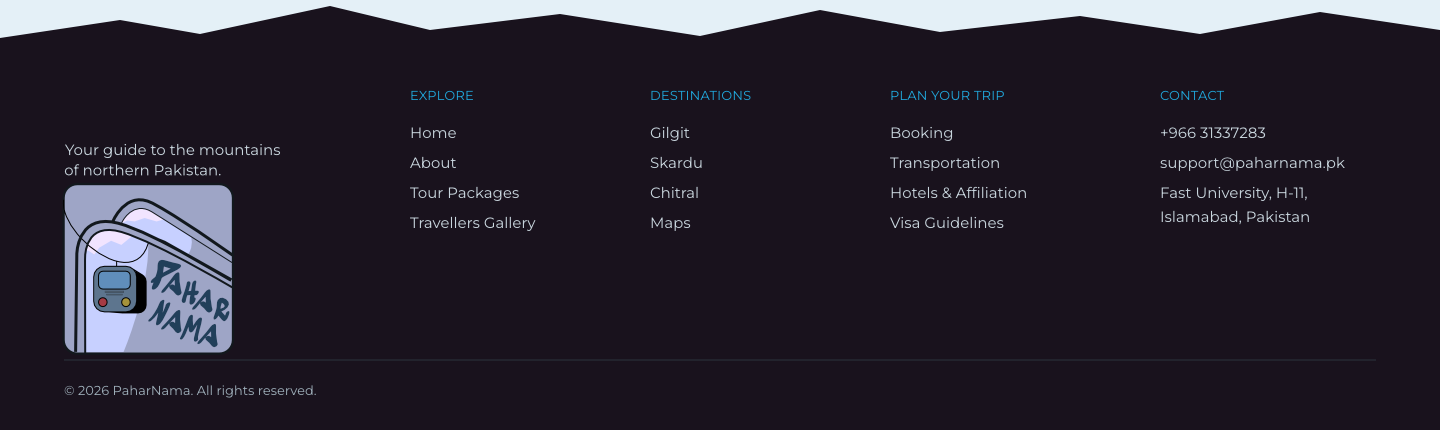 Your guide to the mountains
of northern Pakistan.
PAHAR
NAMA
EXPLORE
Home
About
Tour Packages
Travellers Gallery
DESTINATIONS
Gilgit
Skardu
Chitral
Maps
PLAN YOUR TRIP
Booking
Transportation
Hotels & Affiliation
Visa Guidelines
CONTACT
+966 31337283
support@paharnama.pk
Fast University, H-11,
Islamabad, Pakistan
© 2026 PaharNama. All rights reserved.